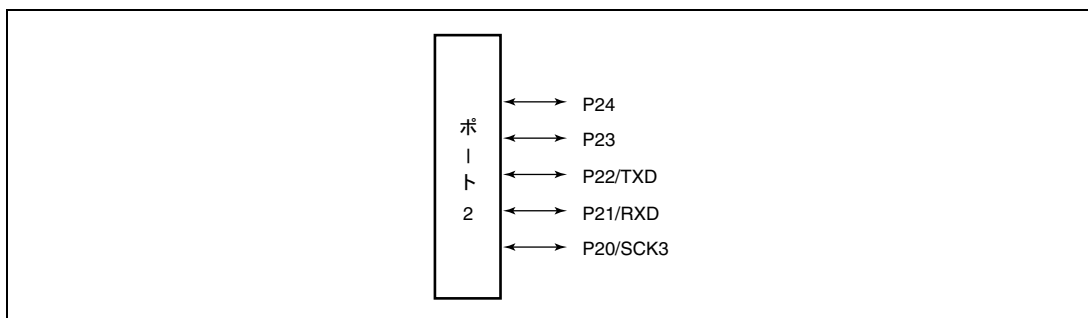 ポート2
P24
P23
P22/TXD
P21/RXD
P20/SCK3